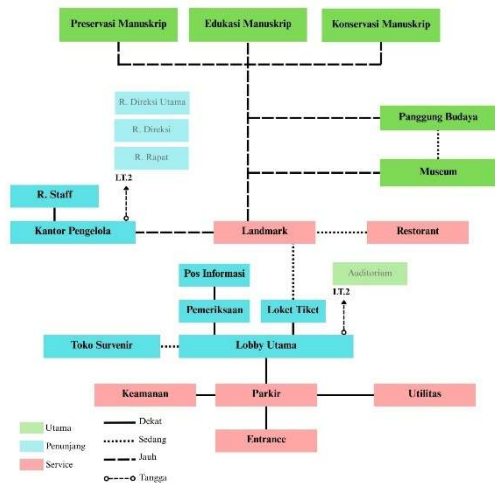 Preservasi Manuskrip
Edukasi Manuskrip
Konservasi Manuskrip
R. Direksi Utama
Panggung Budaya
R. Direksi
R. Rapat
Museum
LT.2
R. Staff
Kantor Pengelola
Landmark
Restorant
Pos Informasi
Auditorium
LT.2
Pemeriksaan
Loket Tiket
Toko Survenir
Lobby Utama
Keamanan
Parkir
Utilitas
Entrance
Utama
Penunjang
Service
Dekat
Sedang
Jauh
Tangga